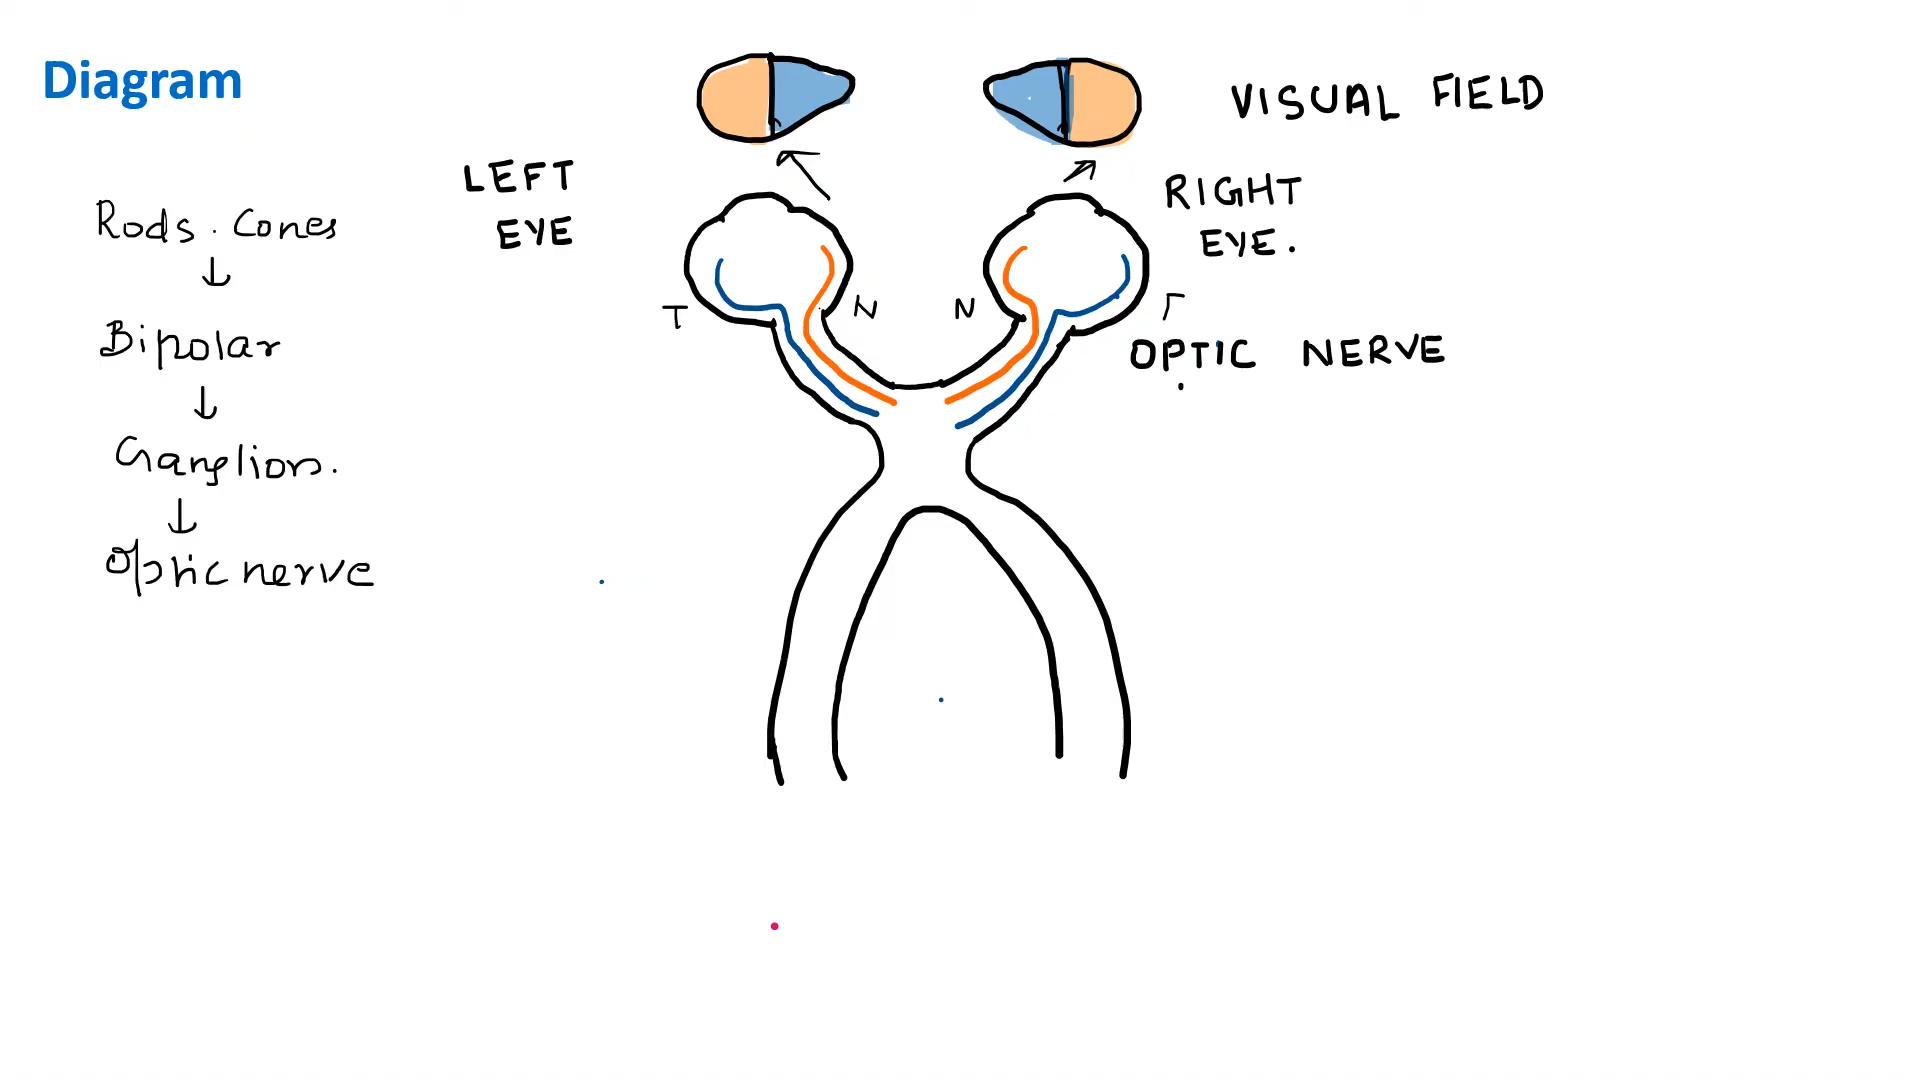 Diagram
VISUAL FIELD
LEFT
EYE
RIGHT
EYE.
Rods. Cones
↓
Bipolar
↓
Ganglion.
↓
Optic nerve
T
N
N
T
OPTIC NERVE